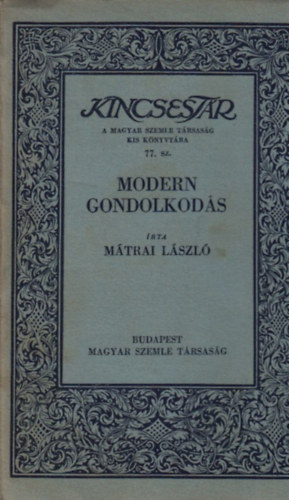 KINCSESTÁR
A MAGYAR SZEMLE TÁRSASÁG
KIS KÖNYVTÁRA
77. sz.
MODERN
GONDOLKODÁS
ÍRTA
MÁTRAI LÁSZLÓ
BUDAPEST
MAGYAR SZEMLE TÁRSASÁG